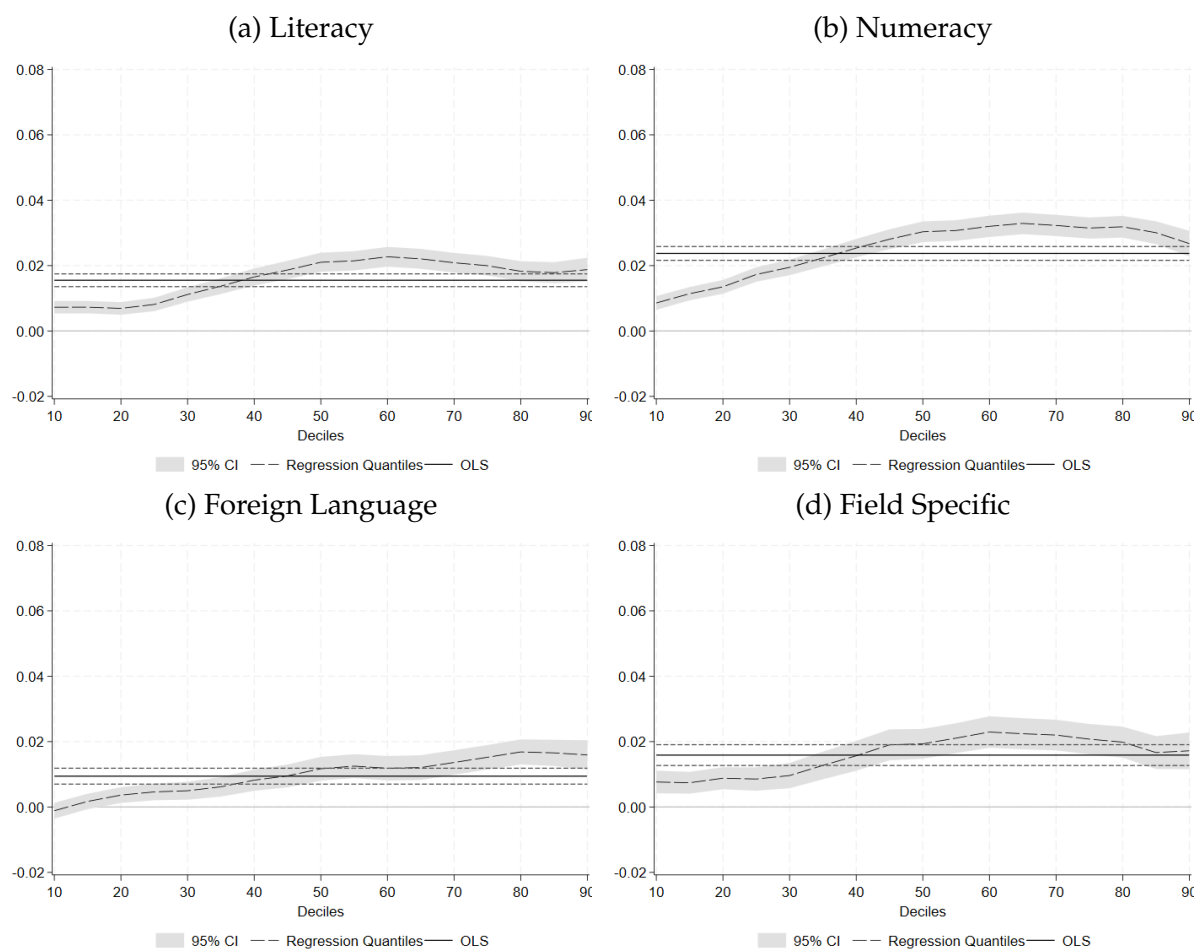 (a) Literacy
0.08
0.06
0.04
0.02
0.00
-0.02
10 20 30 40 50 60 70 80 90
Deciles
95% CI Regression Quantiles OLS
(b) Numeracy
0.08
0.06
0.04
0.02
0.00
-0.02
10 20 30 40 50 60 70 80 90
Deciles
95% CI Regression Quantiles OLS
(c) Foreign Language
0.08
0.06
0.04
0.02
0.00
-0.02
10 20 30 40 50 60 70 80 90
Deciles
95% CI Regression Quantiles OLS
(d) Field Specific
0.08
0.06
0.04
0.02
0.00
-0.02
10 20 30 40 50 60 70 80 90
Deciles
95% CI Regression Quantiles OLS